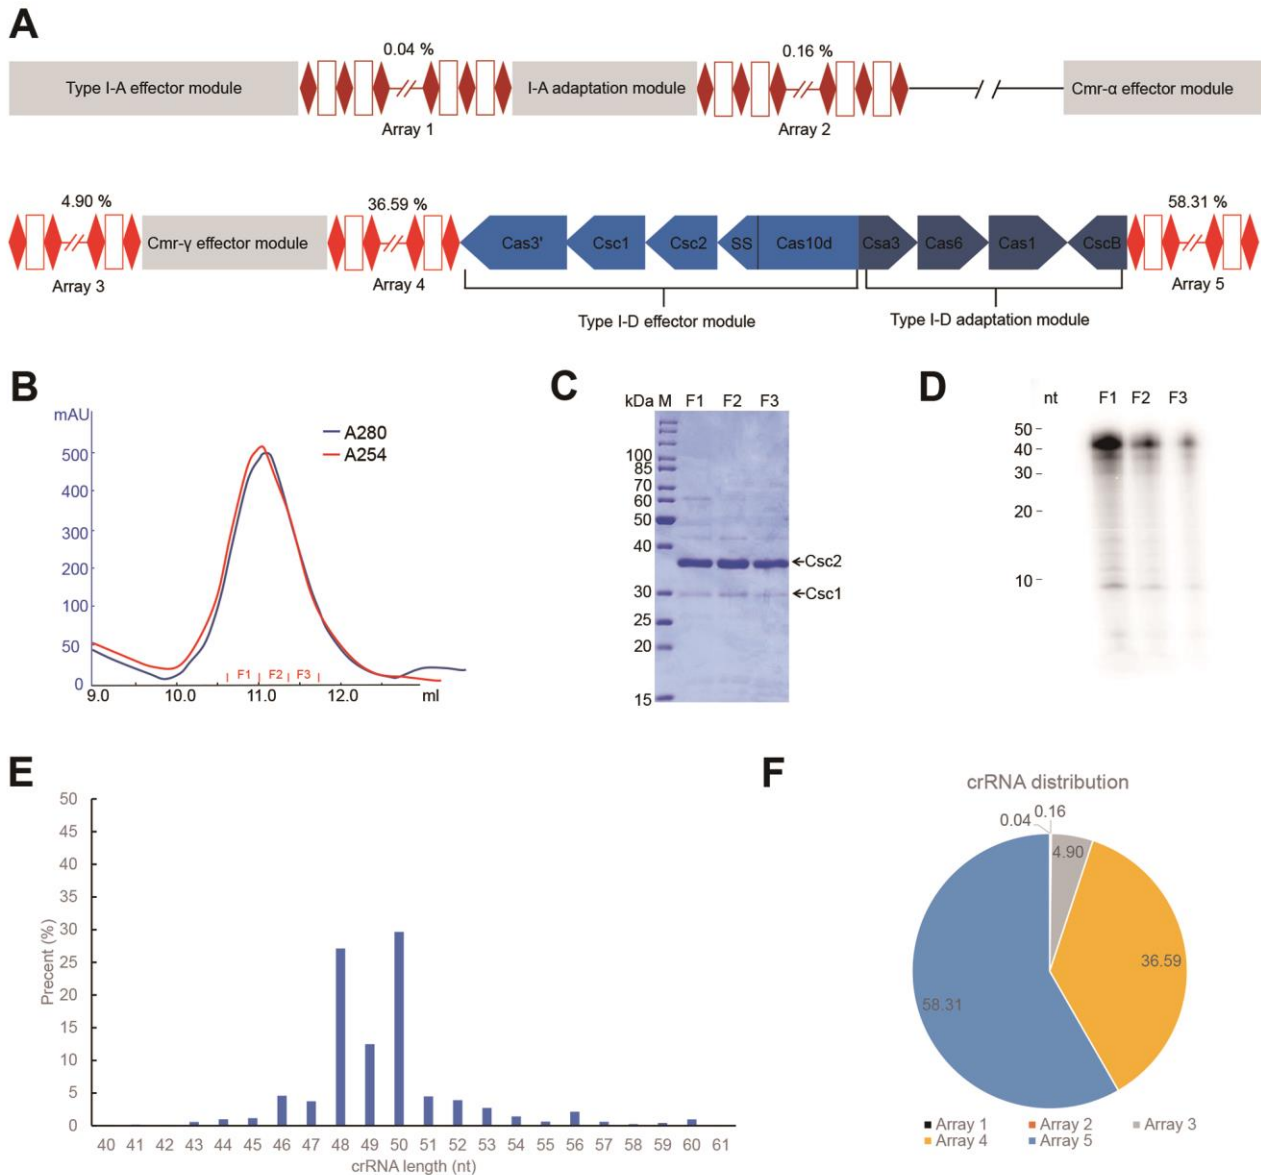 A
0.04 %
0.16 %
Type I-A effector module
I-A adaptation module
Cmr-α effector module
Array 1
Array 2
4.90 %
36.59 %
58.31 %
Cmr-γ effector module
Cas3'
Csc1
Csc2
SS
Cas10d
Csa3
Cas6
Cas1
CscB
Array 3
Array 4
Array 5
Type I-D effector module
Type I-D adaptation module
B
mAU
500
400
300
200
100
50
0
A280
A254
F1 F2 F3
9.0 10.0 11.0 12.0 ml
C
kDa M F1 F2 F3
100
85
70
60
50
40
30
25
20
15
Csc2
Csc1
D
nt F1 F2 F3
50
40
30
20
10
E
50
45
40
35
30
25
20
15
10
5
0
Precent (%)
40 41 42 43 44 45 46 47 48 49 50 51 52 53 54 55 56 57 58 59 60 61
crRNA length (nt)
F
crRNA distribution
0.16
0.04
4.90
36.59
58.31
Array 1 Array 2 Array 3
Array 4 Array 5